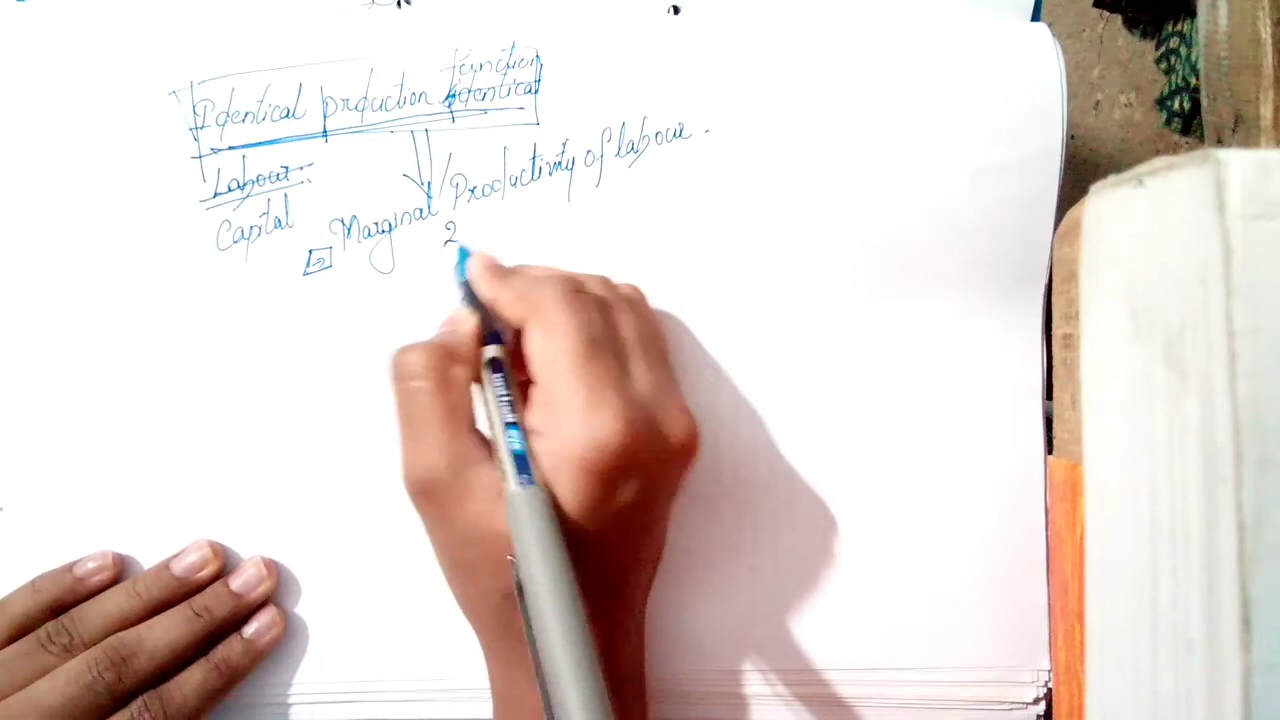 function
Identical production identical
Labour:
Capital
Marginal Productivity of labour.
2